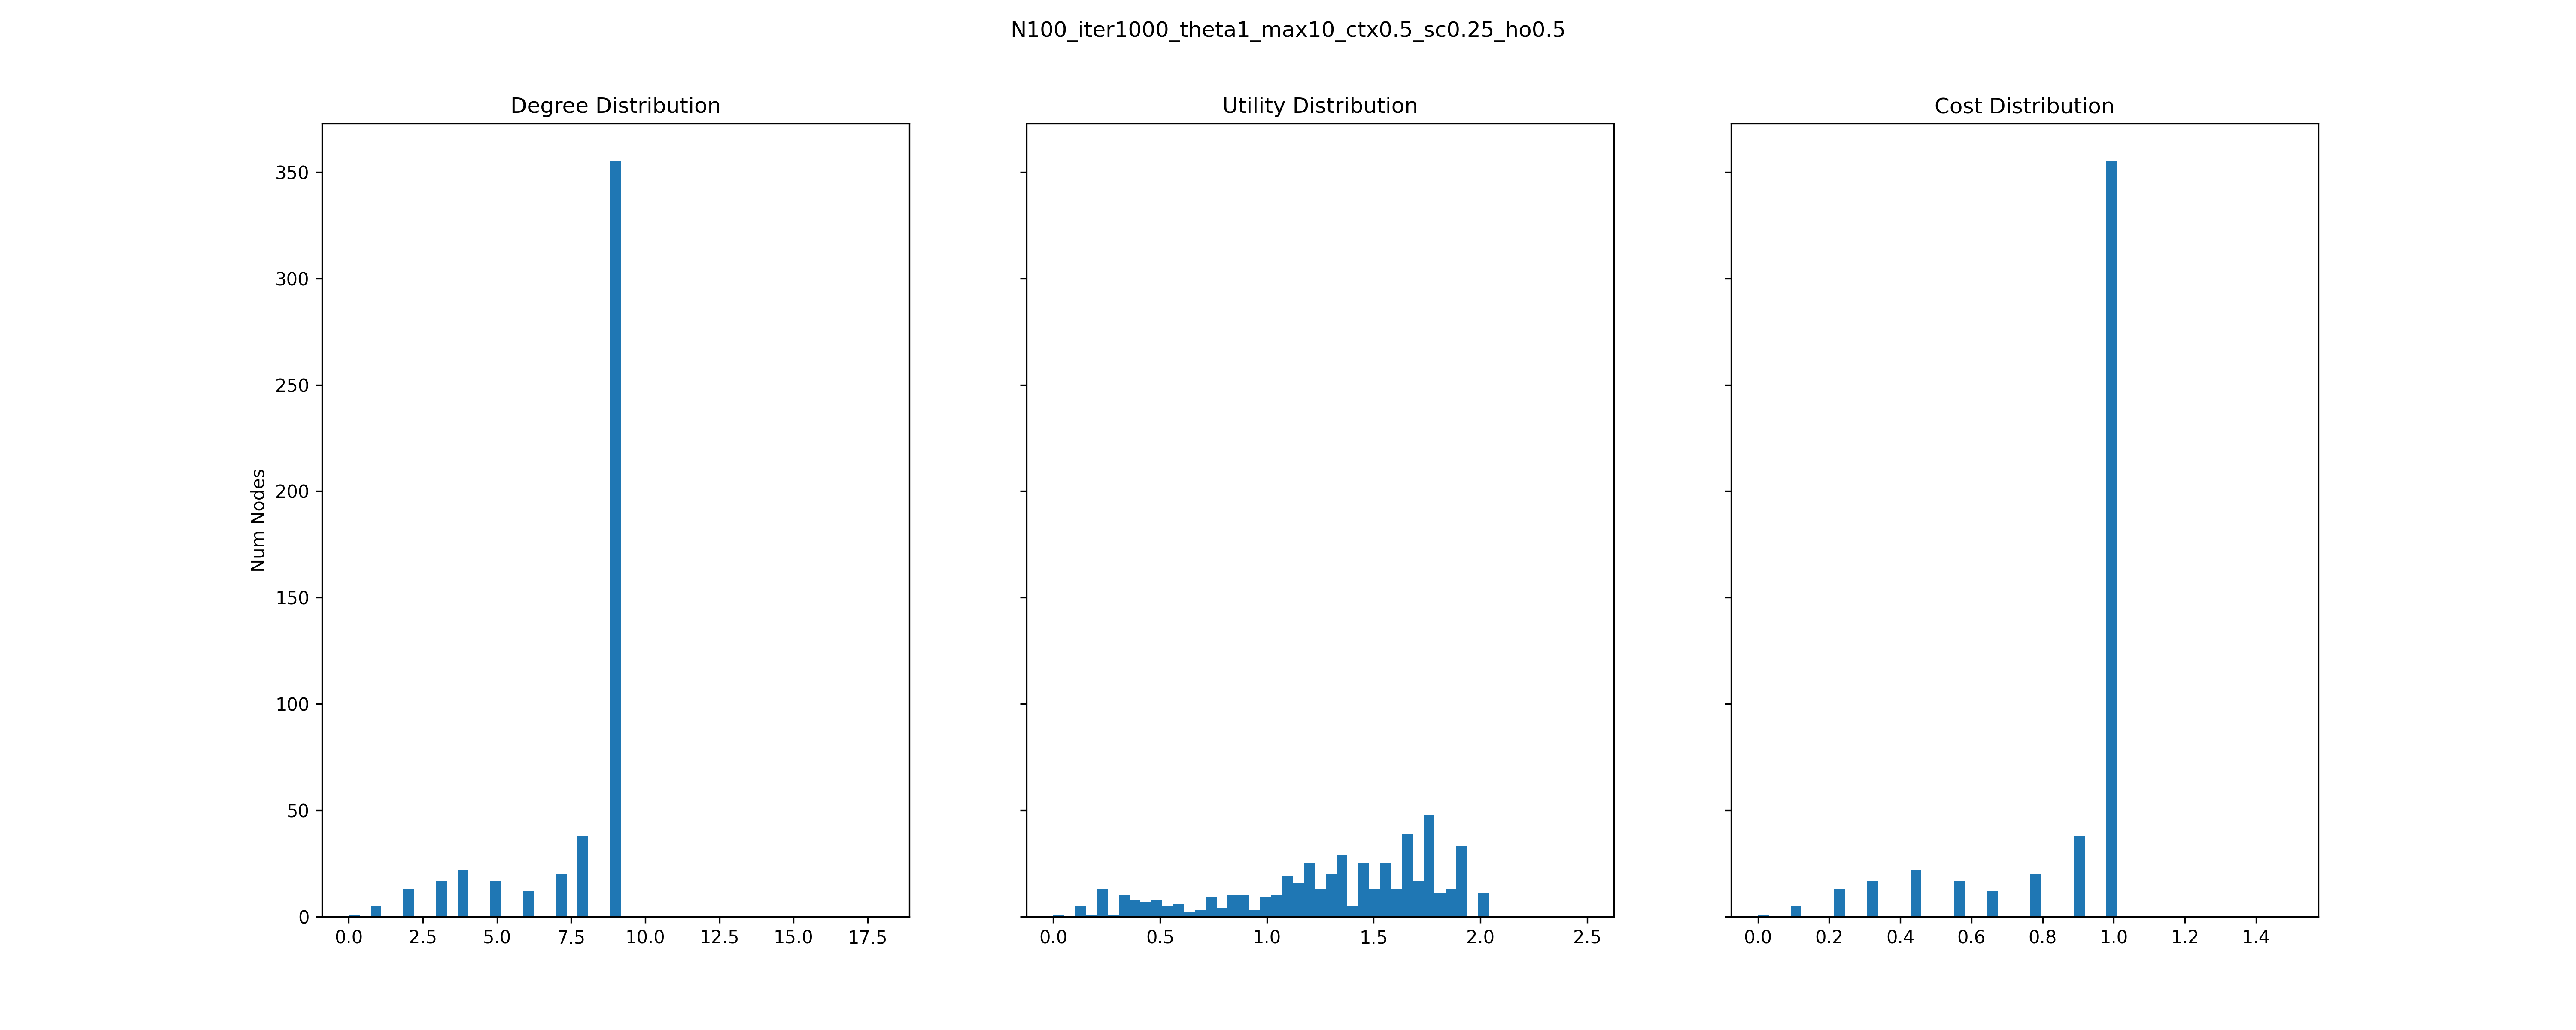 N100_iter1000_theta1_max10_ctx0.5_sc0.25_ho0.5
Degree Distribution
Utility Distribution
Cost Distribution
Num Nodes
350
300
250
200
150
100
50
0
0.0 2.5 5.0 7.5 10.0 12.5 15.0 17.5
0.0 0.5 1.0 1.5 2.0 2.5
0.0 0.2 0.4 0.6 0.8 1.0 1.2 1.4